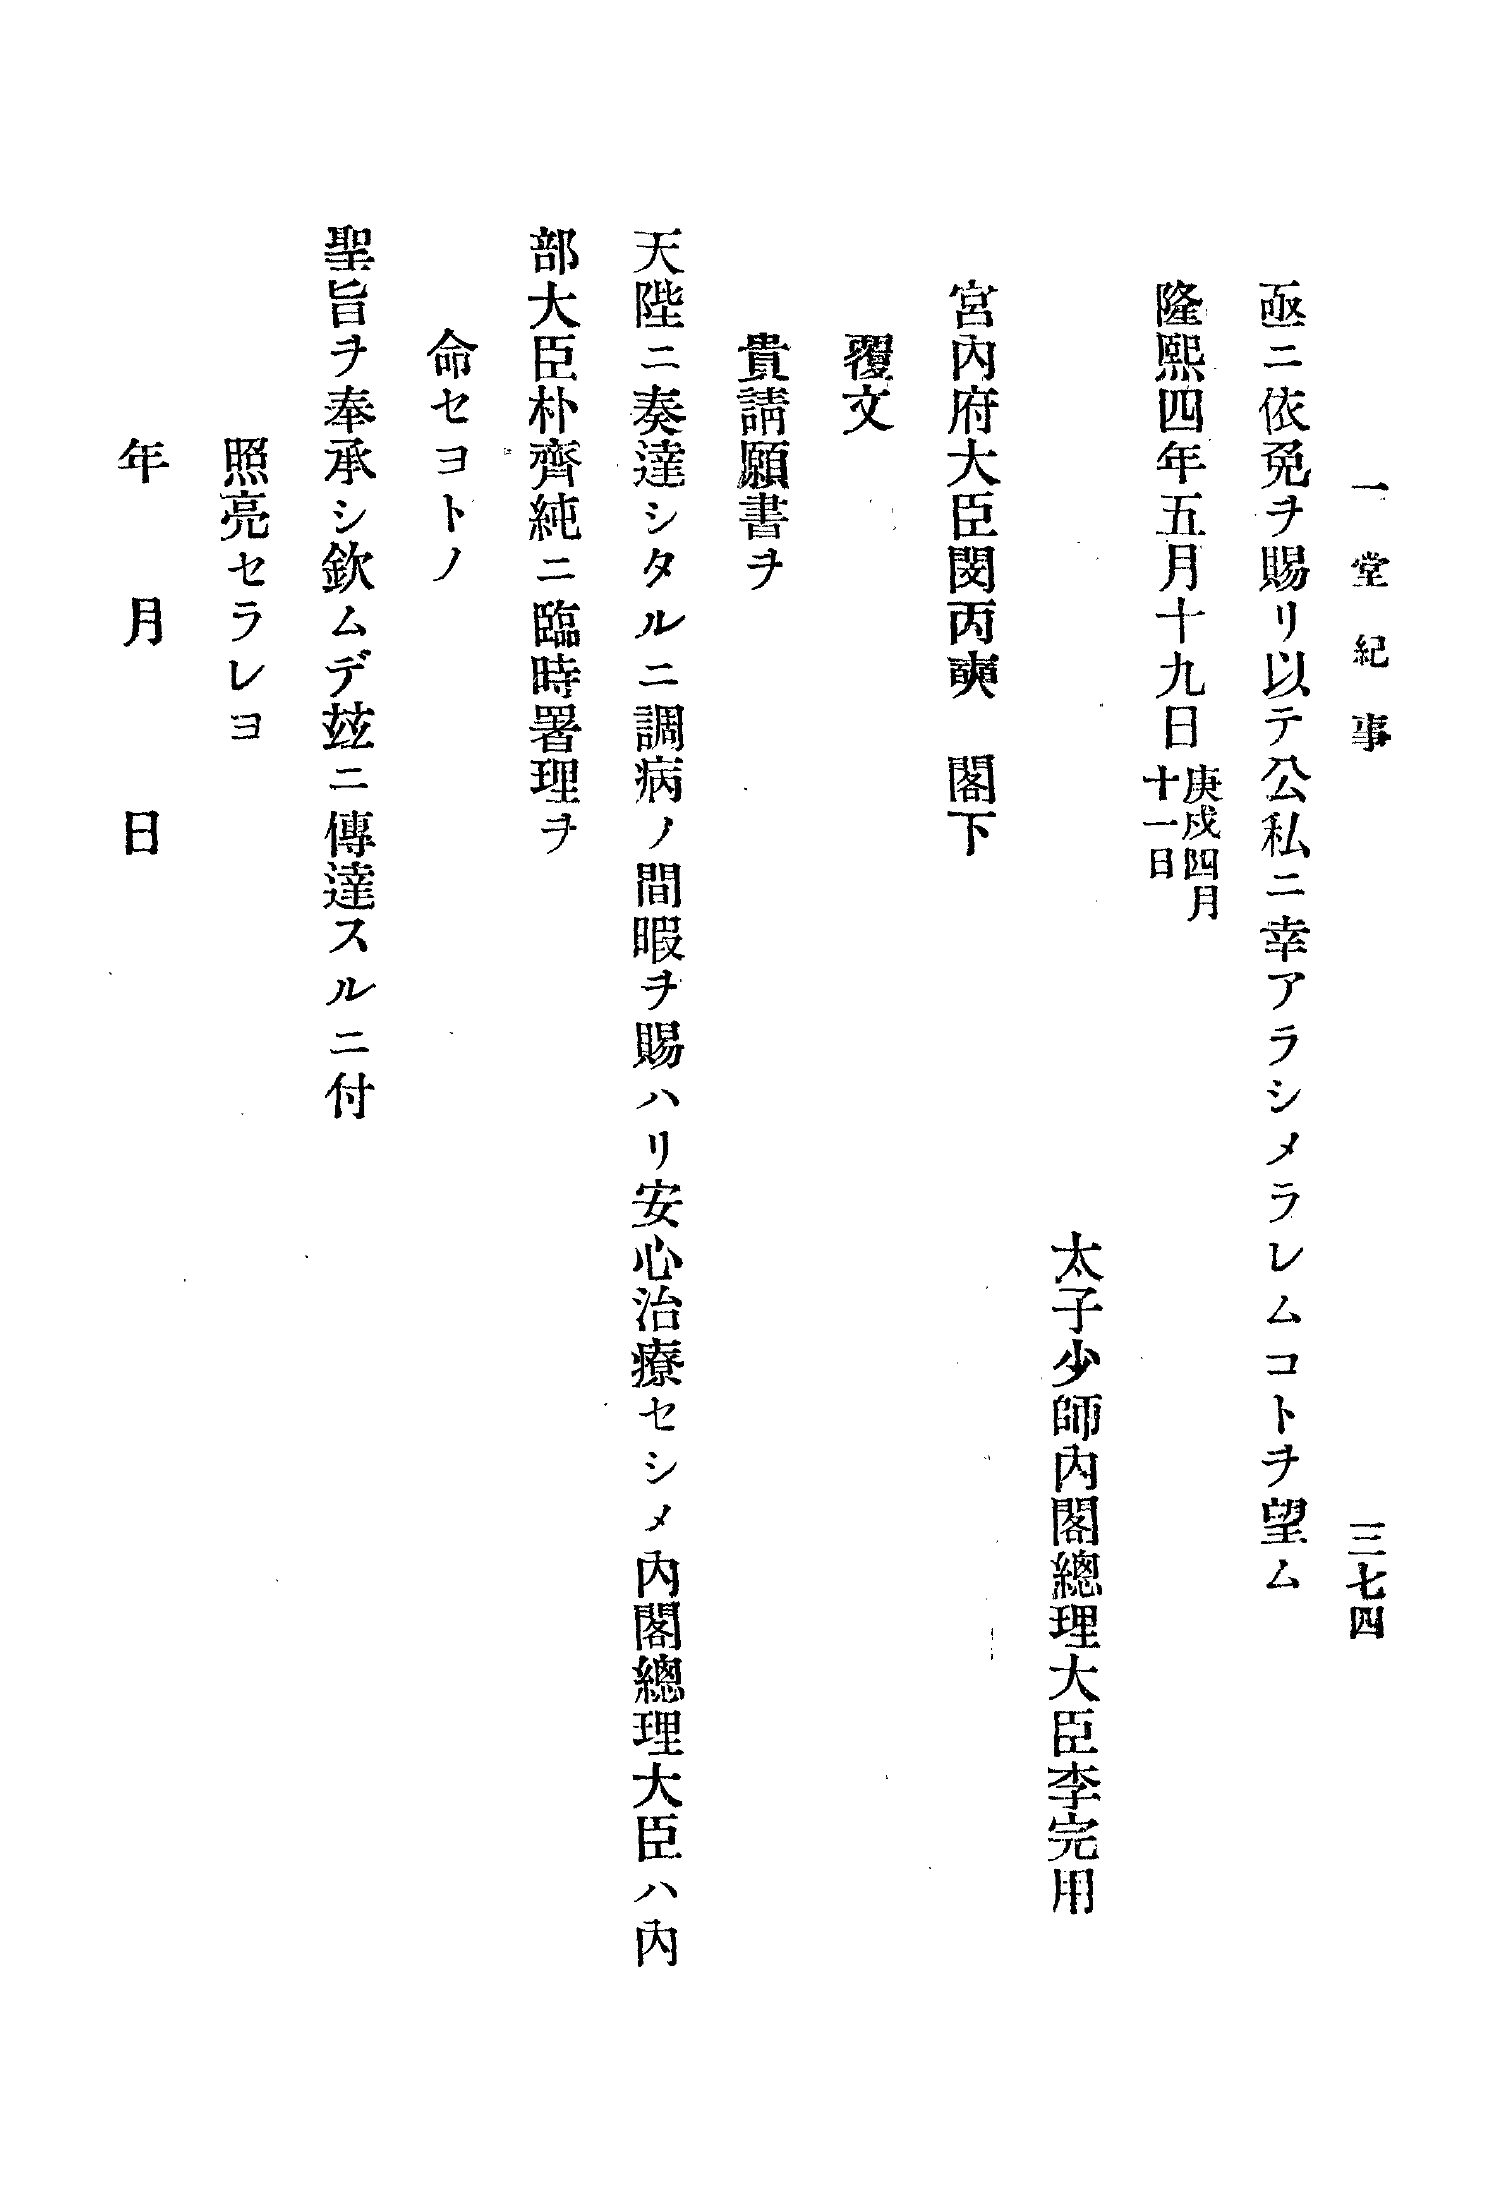 一堂紀事 三七四
亟ニ依免ヲ賜リ以テ公私ニ幸アラシメラレムコトヲ望ム
隆熙四年五月十九日庚戌四月十一日
太子少師內閣總理大臣李完用
宮內府大臣閔丙奭 閣下
覆文
貴請願書ヲ
天陛ニ奏達シタルニ調病ノ間暇ヲ賜ハリ安心治療セシメ內閣總理大臣ハ內
部大臣朴齊純ニ臨時署理ヲ
命セヨトノ
聖旨ヲ奉承シ欽ムデ玆ニ傳達スルニ付
照亮セラレヨ
年 月 日